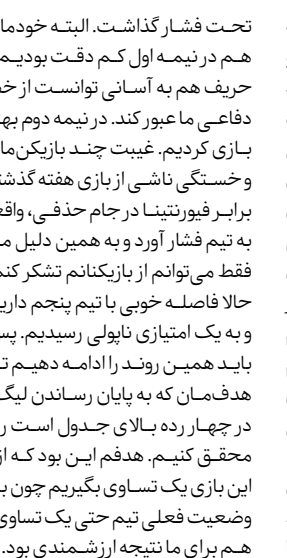 تحت فشار گذاشت. البته خودما
هم در نیمه اول کم دقت بودیم
حریف هم به آسانی توانست از خ
دفاعی ما عبور کند. در نیمه دوم به
بازی کردیم. غیبت چند بازیکن‌ما
و خستگی ناشی از بازی هفته گذشت
برابر فیورنتینا در جام حذفی، واقع
به تیم فشار آورد و به همین دلیل م
فقط می‌توانم از بازیکنانم تشکر کنم
حالا فاصله خوبی با تیم پنجم داری
و به یک امتیازی ناپولی رسیدیم. پس
باید همین روند را ادامه دهیم ت
هدف‌مان که به پایان رساندن لیگ
در چهار رده بالای جدول است ر
محقق کنیم. هدفم این بود که از
این بازی یک تساوی بگیریم چون ب
وضعیت فعلی تیم حتی یک تساوی
هم برای ما نتیجه ارزشمندی بود.